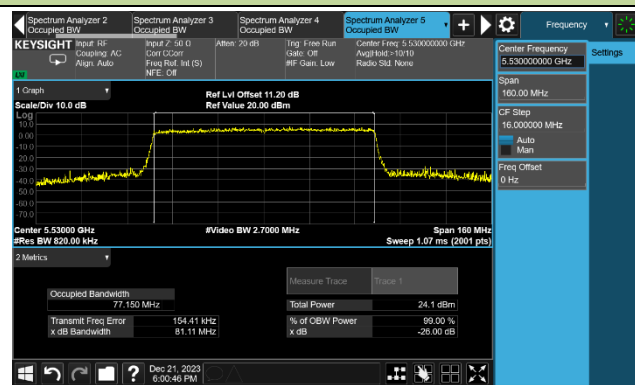 Spectrum Analyzer 2
Occupied BW
Spectrum Analyzer 3
Occupied BW
Spectrum Analyzer 4
Occupied BW
Spectrum Analyzer 5
Occupied BW
Frequency
KEYSIGHT
Input: RF
Coupling: AC
Align: Auto
Input Z: 50 Ω
Corr CCorr
Freq Ref: Int (S)
NFE: Off
Atten: 20 dB
Trig: Free Run
Gate: Off
#IF Gain: Low
Center Freq: 5.530000000 GHz
Avg|Hold:>10/10
Radio Std: None
Center Frequency
5.530000000 GHz
Settings
Span
160.00 MHz
CF Step
16.000000 MHz
Auto
Man
Freq Offset
0 Hz
1 Graph
Scale/Div 10.0 dB
Ref Lvl Offset 11.20 dB
Ref Value 20.00 dBm
Log
10.0
0.00
-10.0
-20.0
-30.0
-40.0
-50.0
-60.0
-70.0
Center 5.53000 GHz
#Res BW 820.00 kHz
#Video BW 2.7000 MHz
Span 160 MHz
Sweep 1.07 ms (2001 pts)
2 Metrics
Measure Trace
Trace 1
Occupied Bandwidth
77.150 MHz
Total Power
24.1 dBm
Transmit Freq Error
154.41 kHz
% of OBW Power
99.00 %
x dB Bandwidth
81.11 MHz
x dB
-26.00 dB
Dec 21, 2023
6:00:46 PM